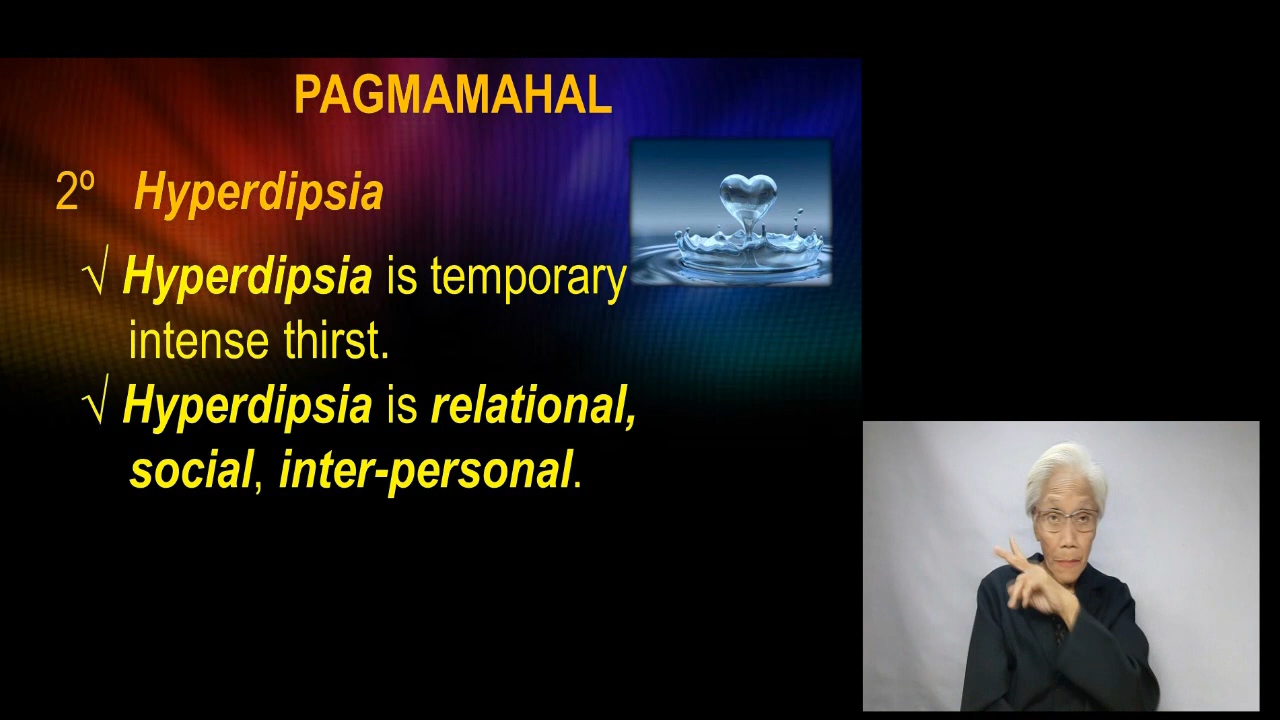 PAGMAMAHAL
2º Hyperdipsia
√ Hyperdipsia is temporary
intense thirst.
√ Hyperdipsia is relational,
social, inter-personal.